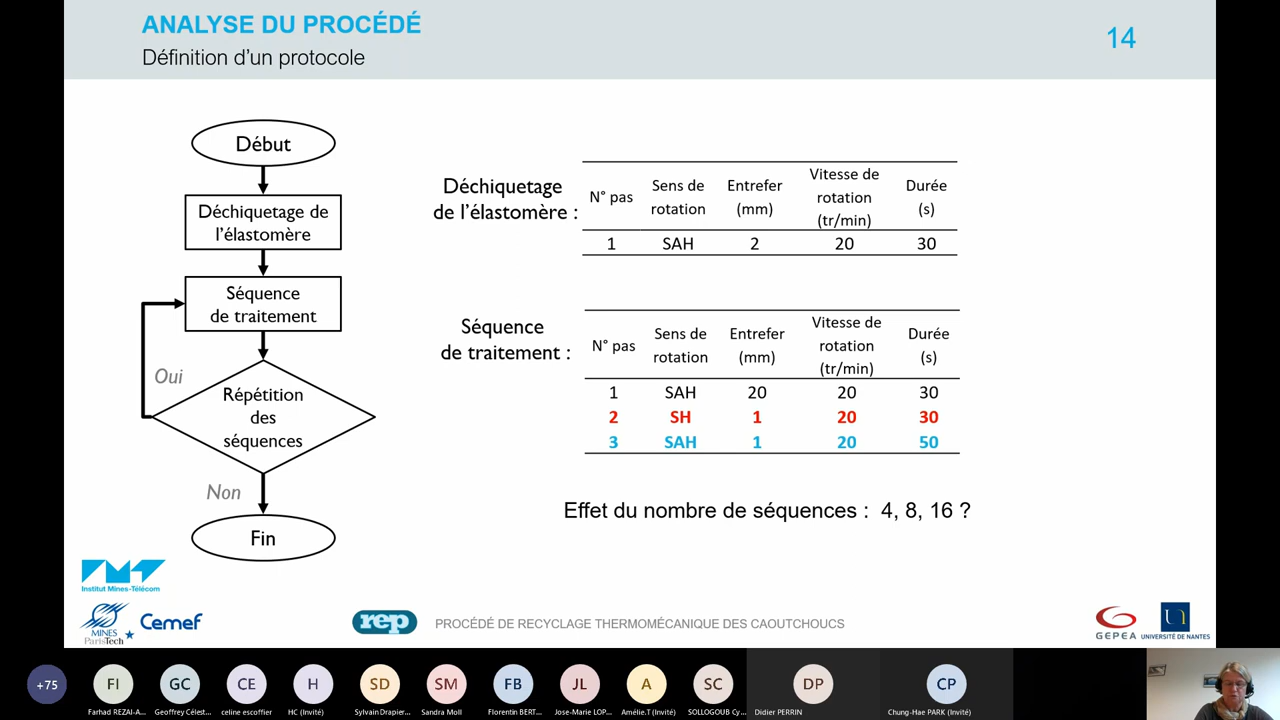 ANALYSE DU PROCÉDÉ
Définition d'un protocole
14
Début
Déchiquetage de
l'élastomère
Séquence
de traitement
Oui
Répétition
des
séquences
Non
Fin
Déchiquetage
de l'élastomère :
N° pas Sens de rotation Entrefer (mm) Vitesse de rotation (tr/min) Durée (s)
1 SAH 2 20 30
Séquence
de traitement :
N° pas Sens de rotation Entrefer (mm) Vitesse de rotation (tr/min) Durée (s)
1 SAH 20 20 30
2 SH 1 20 30
3 SAH 1 20 50
Effet du nombre de séquences : 4, 8, 16 ?
Institut Mines-Télécom
MINES
ParisTech
Cemef
rep
PROCÉDÉ DE RECYCLAGE THERMOMÉCANIQUE DES CAOUTCHOUCS
GEPEA
UNIVERSITÉ DE NANTES
+75
FI
GC
CE
H
SD
SM
FB
JL
A
SC
DP
CP
Farhad REZAI-A...
Geoffrey Célest...
celine escoffier
HC (Invité)
Sylvain Drapier...
Sandra Moll
Florentin BERT...
Jose-Marie LOP...
Amélie.T (Invité)
SOLLOGOUB Cy...
Didier PERRIN
Chung-Hae PARK (Invité)